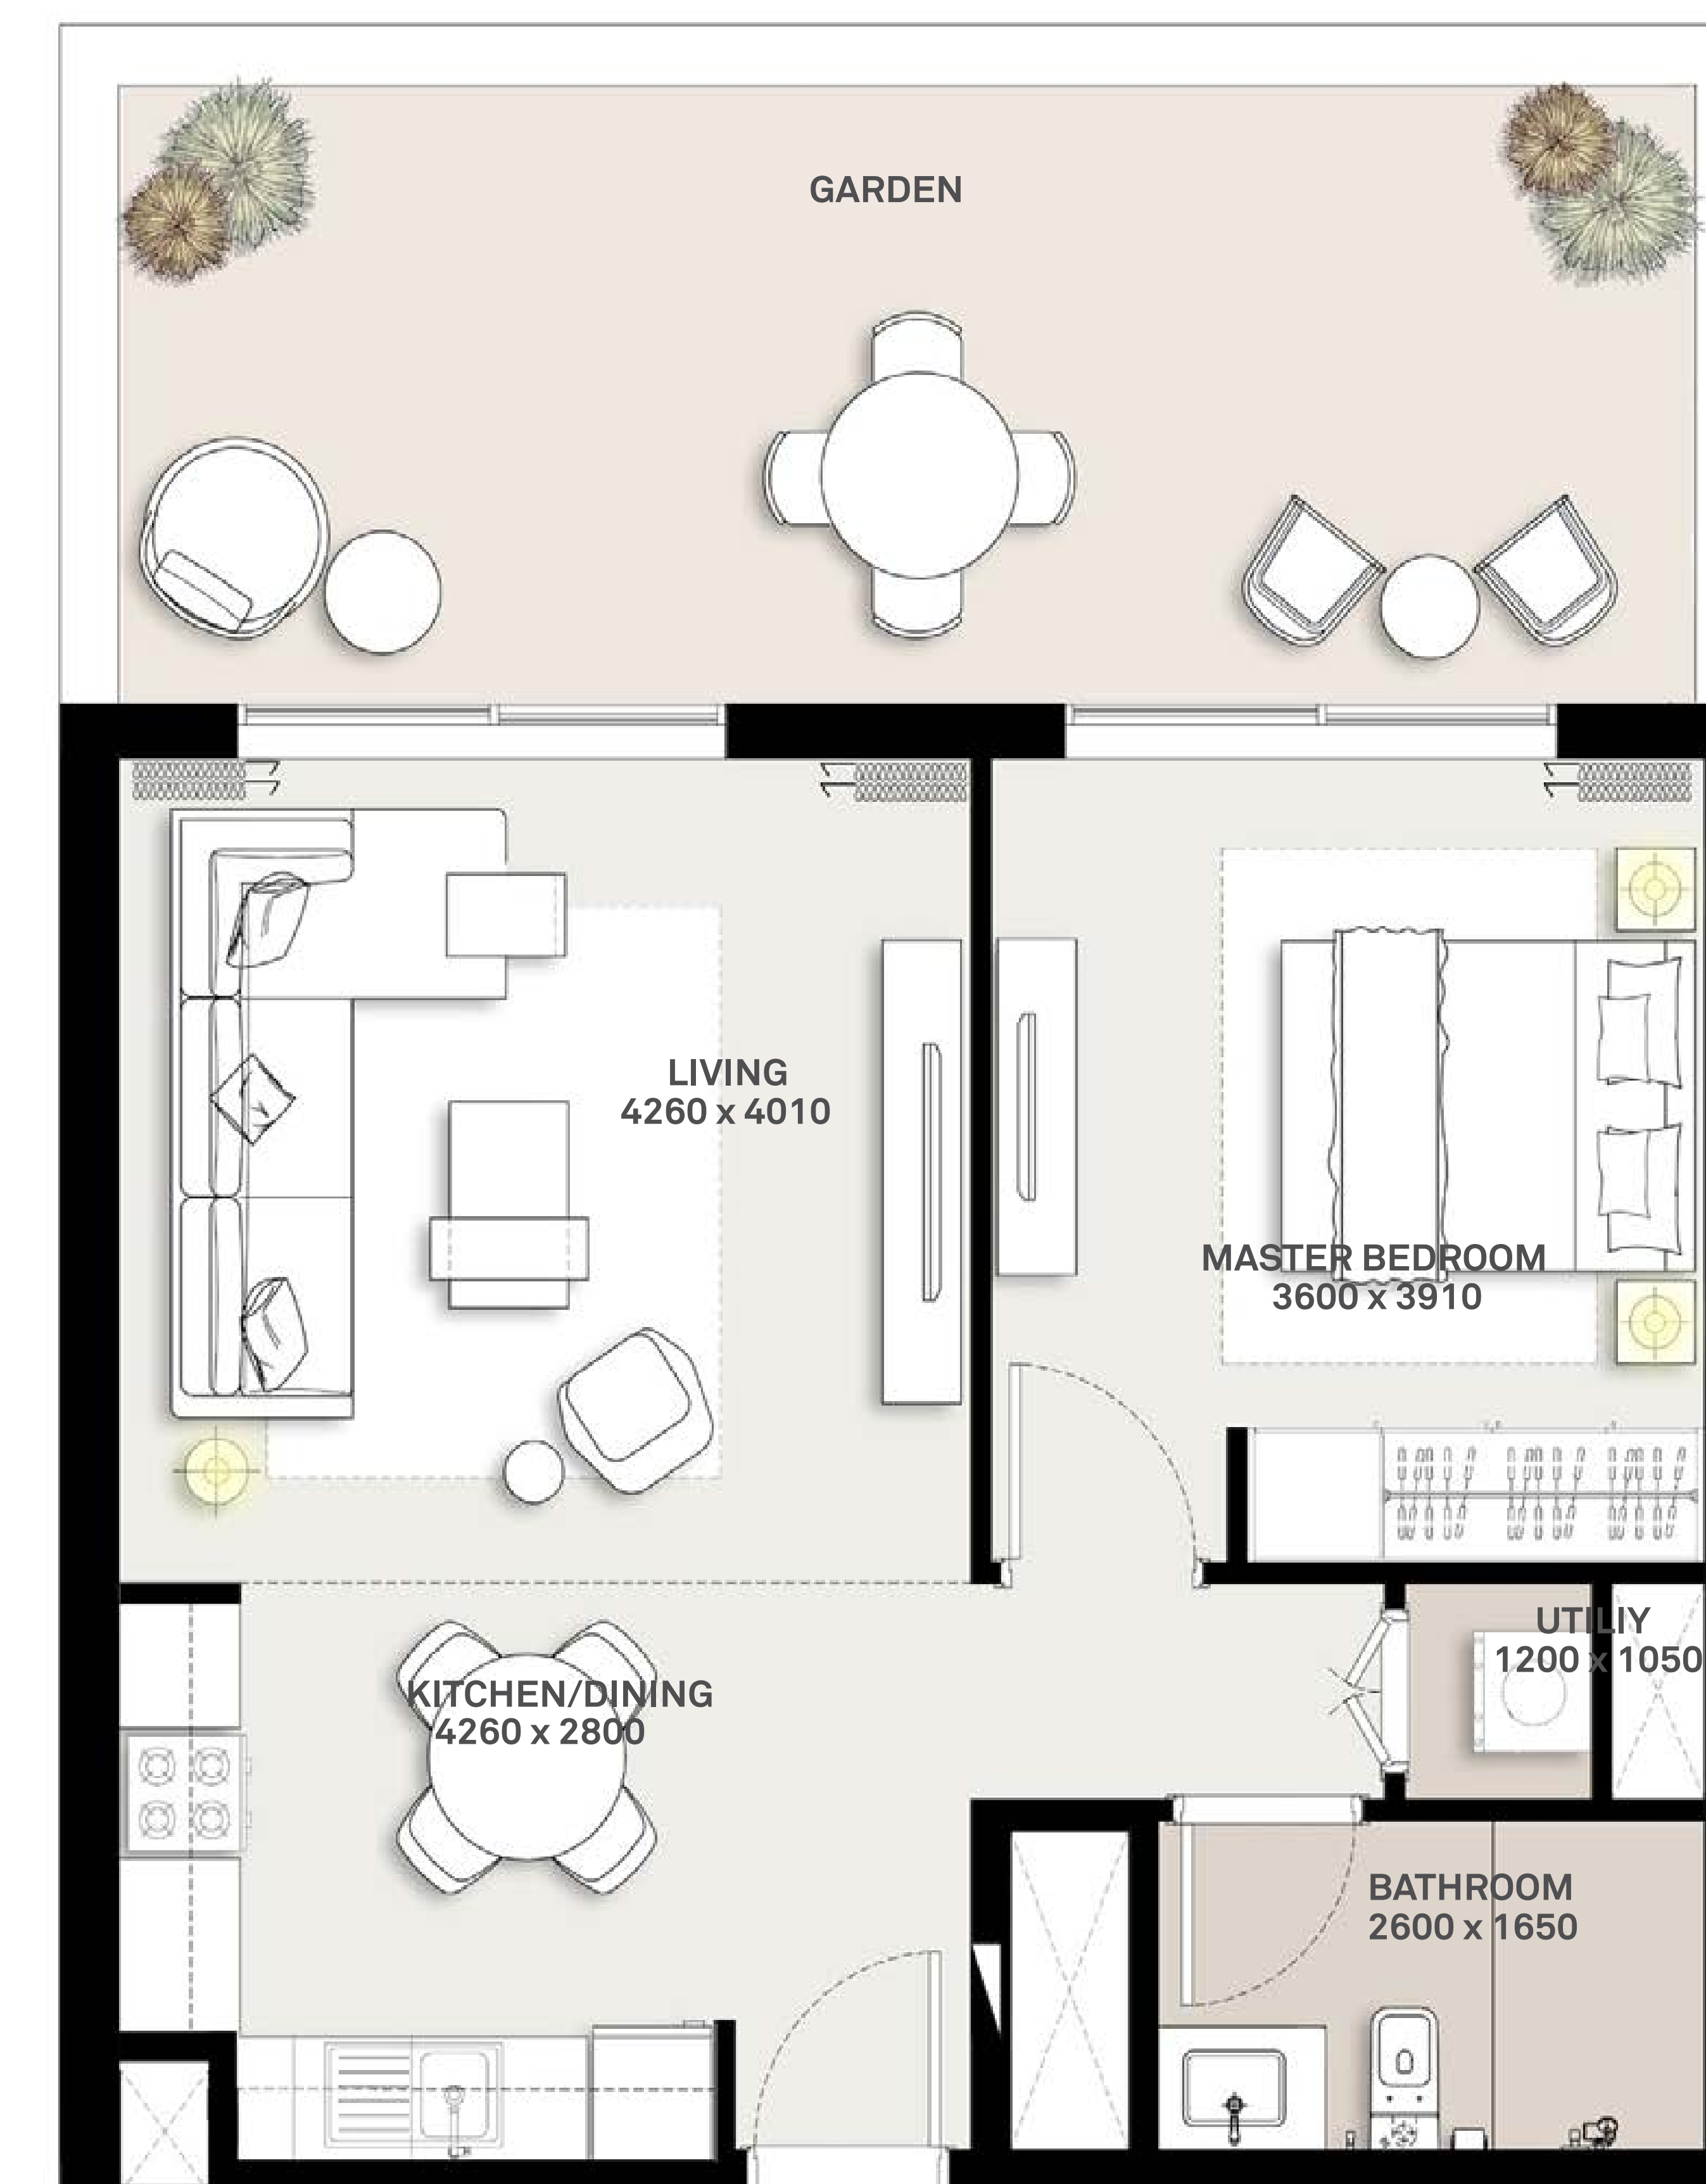 GARDEN
LIVING
4260 x 4010
MASTER BEDROOM
3600 x 3910
KITCHEN/DINING
4260 x 2800
UTILIY
1200 x 1050
BATHROOM
2600 x 1650